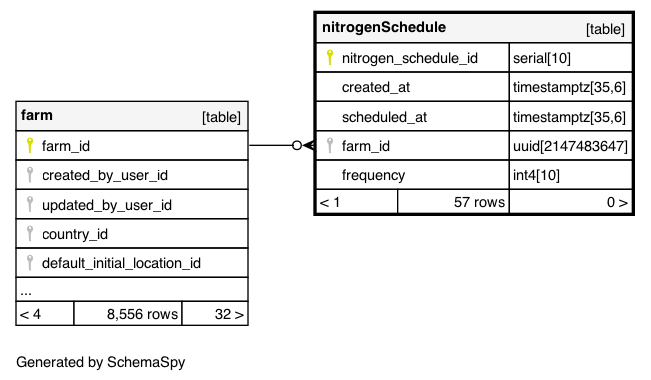 nitrogenSchedule [table]
nitrogen_schedule_id serial[10]
created_at timestamptz[35,6]
scheduled_at timestamptz[35,6]
farm_id uuid[2147483647]
frequency int4[10]
< 1 57 rows 0 >
farm [table]
farm_id
created_by_user_id
updated_by_user_id
country_id
default_initial_location_id
...
< 4 8,556 rows 32 >
Generated by SchemaSpy